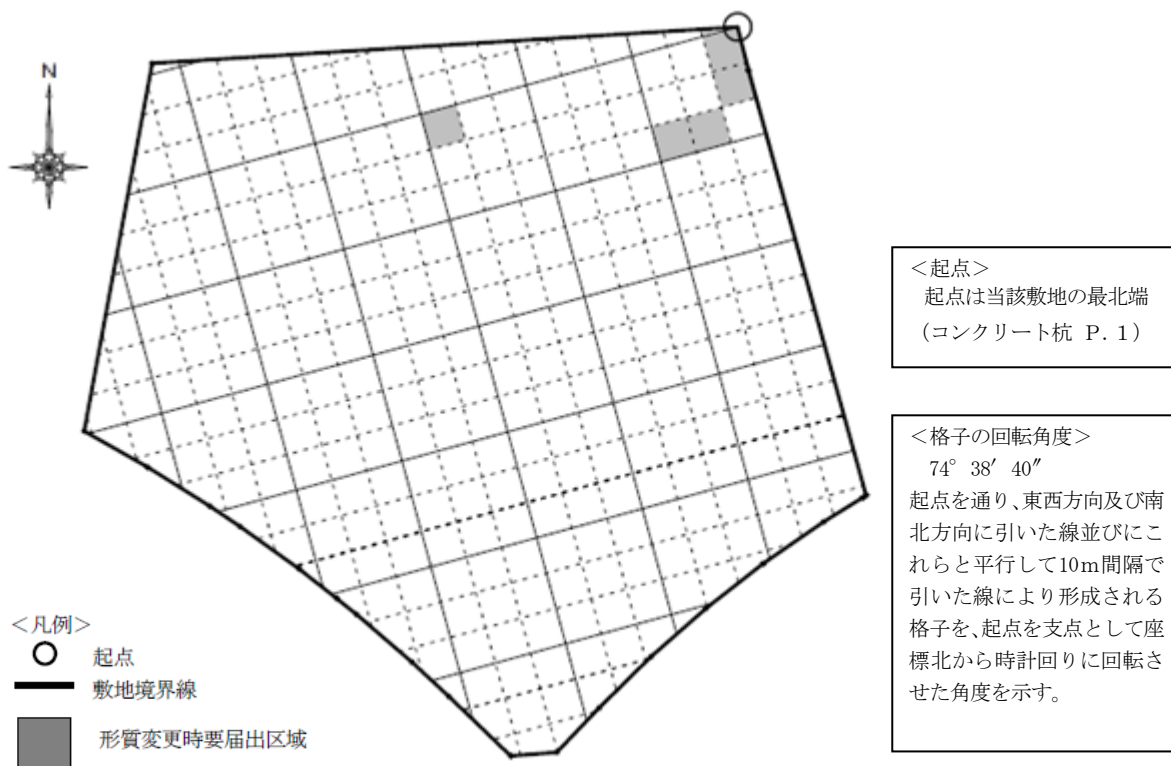 N
<起点>
起点は当該敷地の最北端
(コンクリート杭 P.1)
<格子の回転角度>
74° 38′ 40″
起点を通り、東西方向及び南
北方向に引いた線並びにこ
れらと平行して10m間隔で
引いた線により形成される
格子を、起点を支点として座
標北から時計回りに回転さ
せた角度を示す。
<凡例>
起点
敷地境界線
形質変更時要届出区域